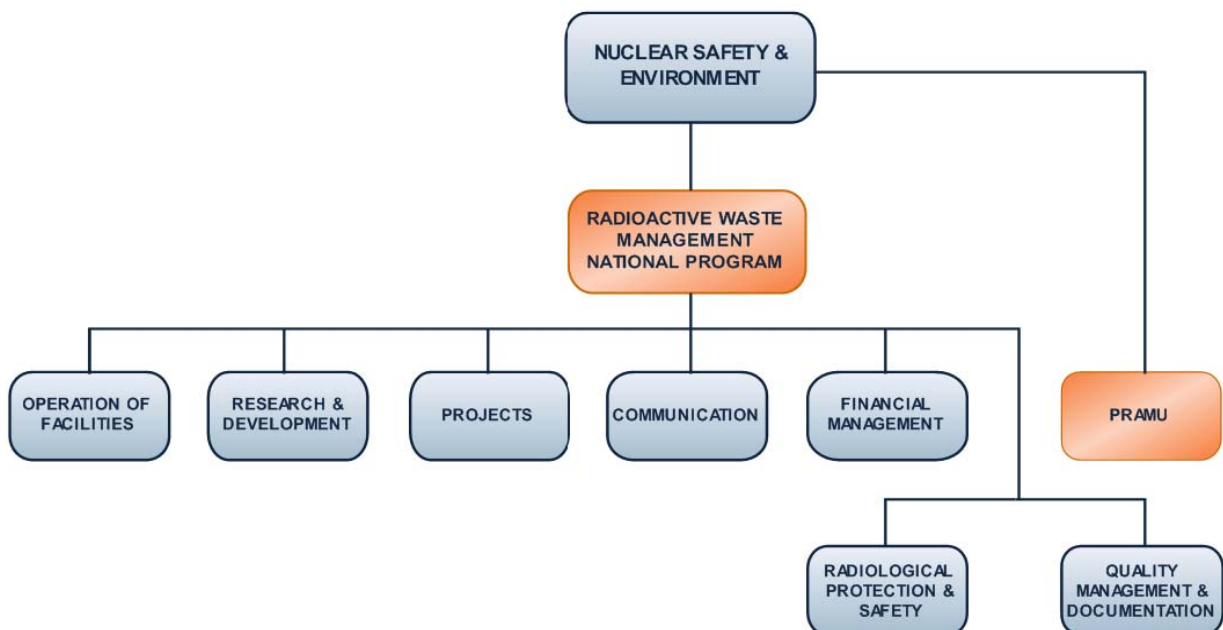 NUCLEAR SAFETY &
ENVIRONMENT
RADIOACTIVE WASTE
MANAGEMENT
NATIONAL PROGRAM
OPERATION OF
FACILITIES
RESEARCH &
DEVELOPMENT
PROJECTS
COMMUNICATION
FINANCIAL
MANAGEMENT
PRAMU
RADIOLOGICAL
PROTECTION &
SAFETY
QUALITY
MANAGEMENT &
DOCUMENTATION